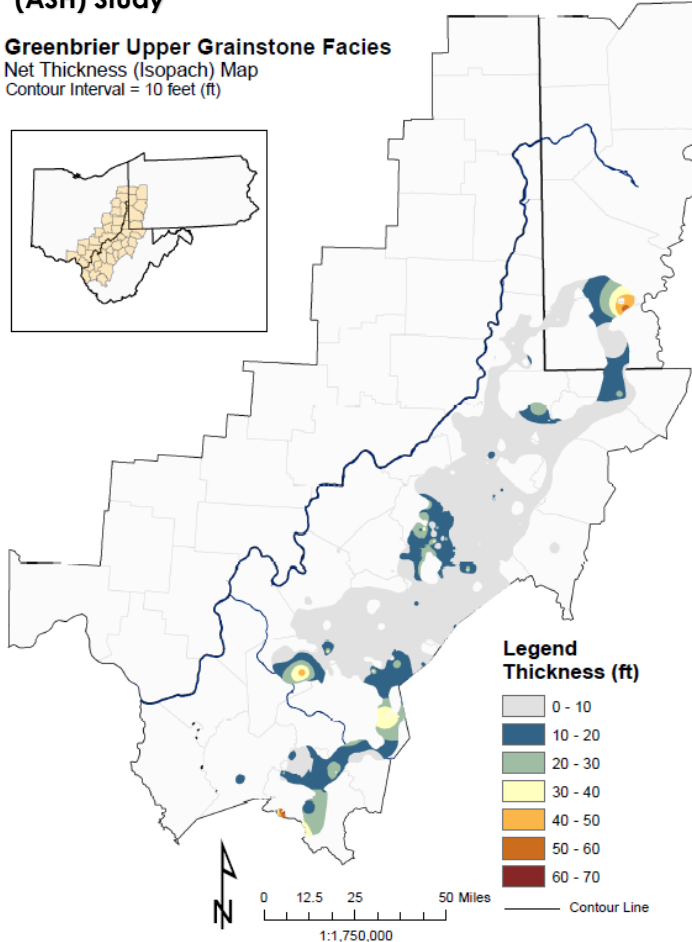 (ASH) Study
Greenbrier Upper Grainstone Facies
Net Thickness (Isopach) Map
Contour Interval = 10 feet (ft)
Legend
Thickness (ft)
0 - 10
10 - 20
20 - 30
30 - 40
40 - 50
50 - 60
60 - 70
Contour Line
N
0 12.5 25 50 Miles
1:1,750,000